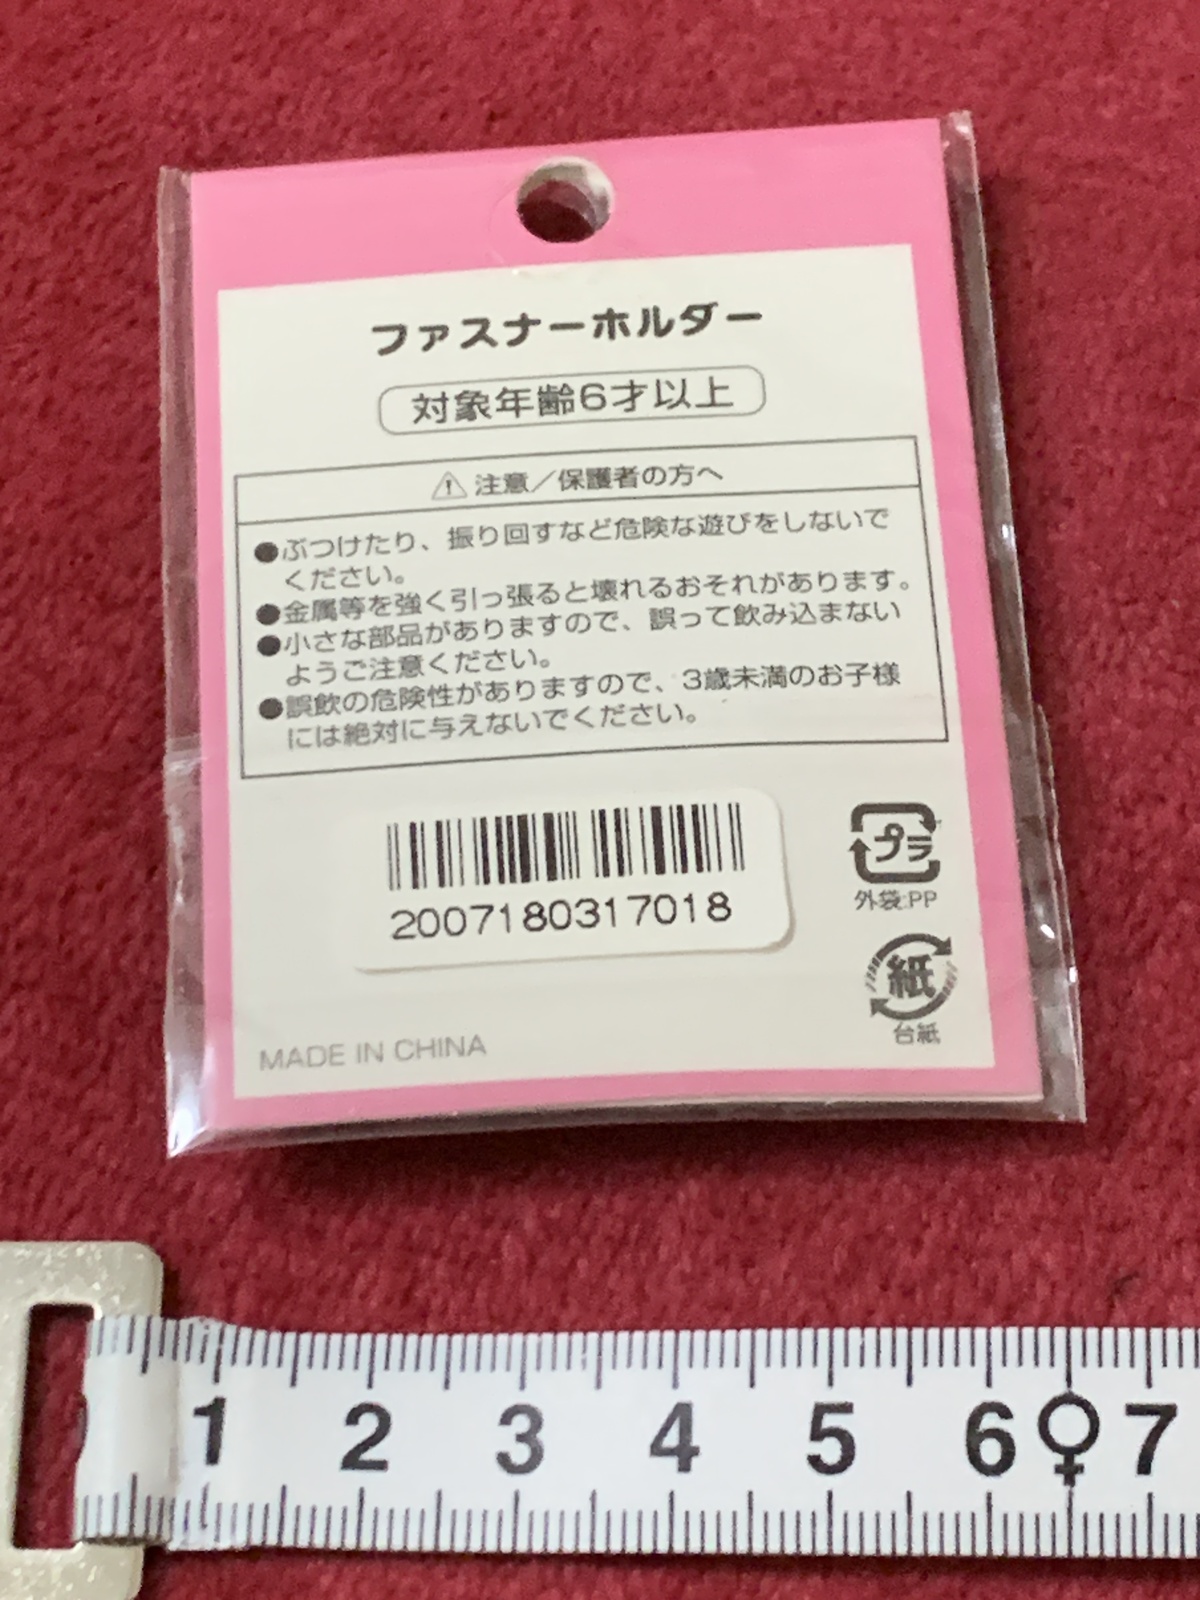 ファスナーホルダー
対象年齢6才以上
注意／保護者の方へ
●ぶつけたり、振り回すなど危険な遊びをしないで
ください。
●金属等を強く引っ張ると壊れるおそれがあります。
●小さな部品がありますので、誤って飲み込まない
ようご注意ください。
●誤飲の危険性がありますので、3歳未満のお子様
には絶対に与えないでください。
2007180317018
プラ
外袋:PP
紙
台紙
MADE IN CHINA
1 2 3 4 5 6 ♀ 7